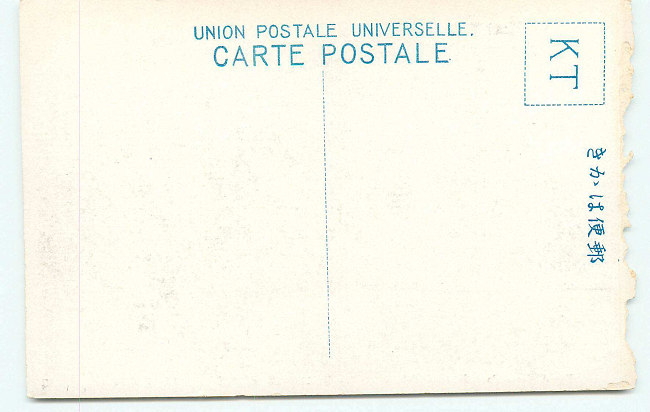 UNION POSTALE UNIVERSELLE.
CARTE POSTALE
KT
郵便はかき